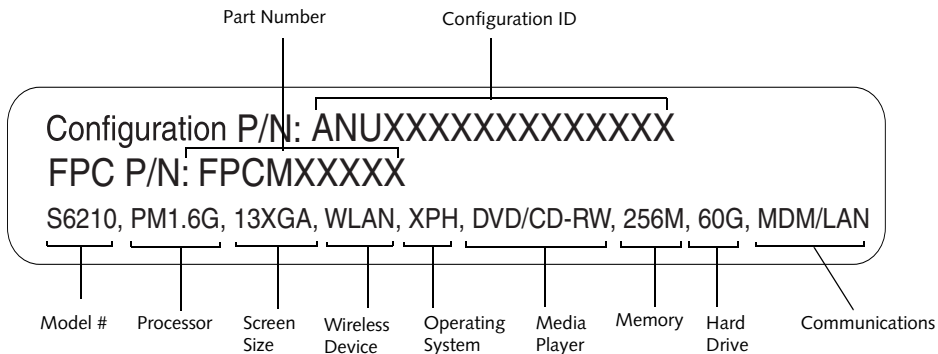 Part Number Configuration ID
Configuration P/N: ANUXXXXXXXXXXXXX
FPC P/N: FPCMXXXXX
S6210, PM1.6G, 13XGA, WLAN, XPH, DVD/CD-RW, 256M, 60G, MDM/LAN
Model # Processor Screen Wireless Operating Media Memory Hard Communications
Size Device System Player Drive